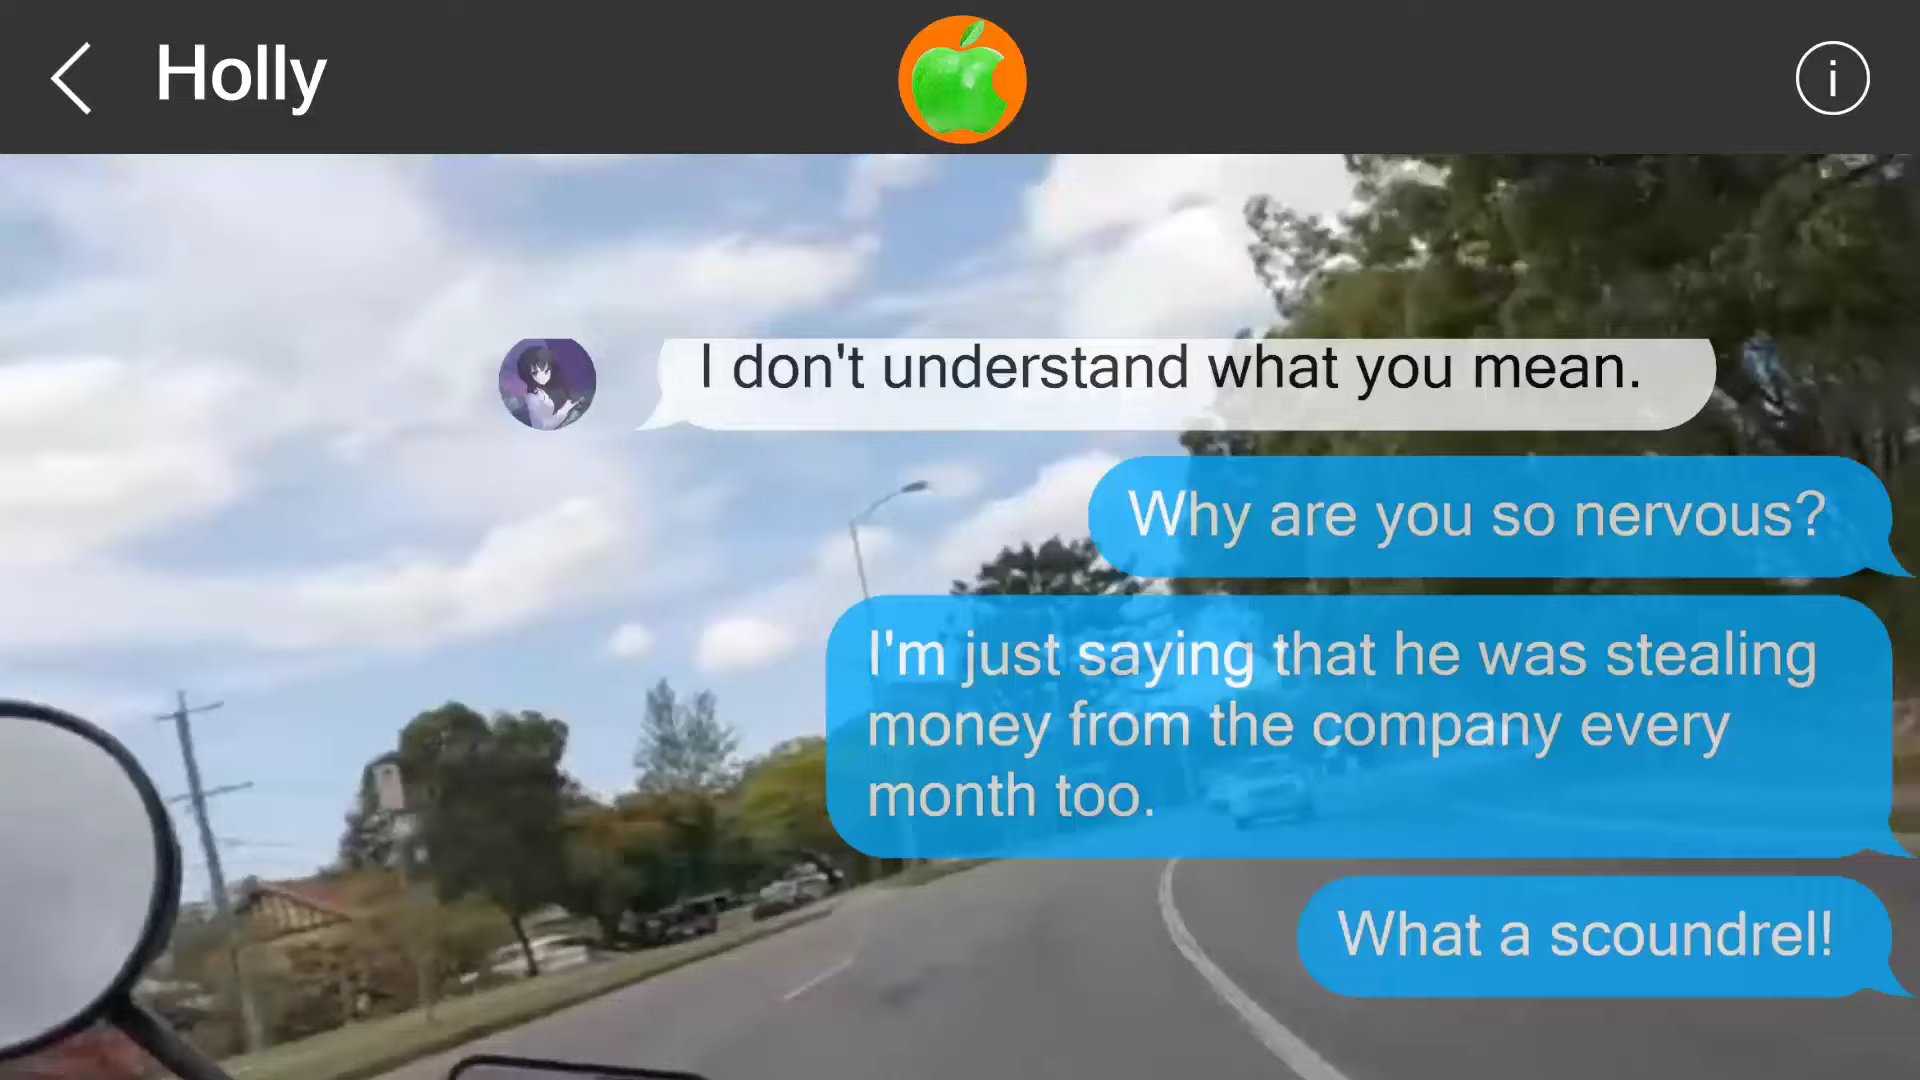 Holly
I don't understand what you mean.
Why are you so nervous?
I'm just saying that he was stealing
money from the company every
month too.
What a scoundrel!